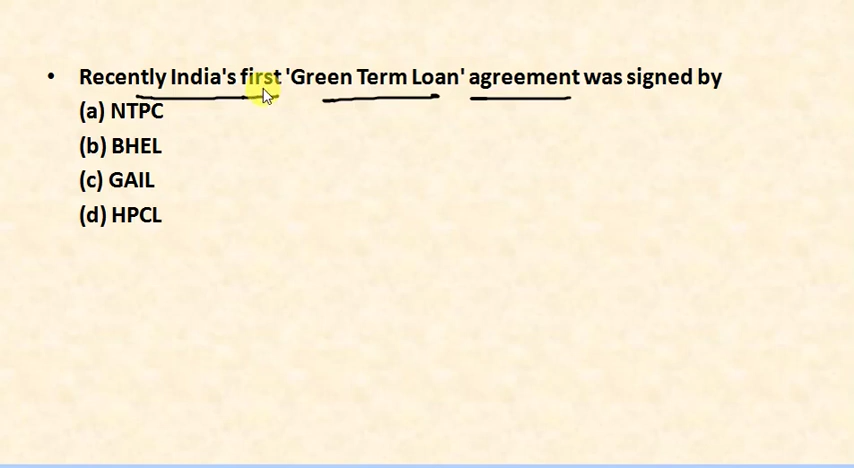 • Recently India's first 'Green Term Loan' agreement was signed by
(a) NTPC
(b) BHEL
(c) GAIL
(d) HPCL